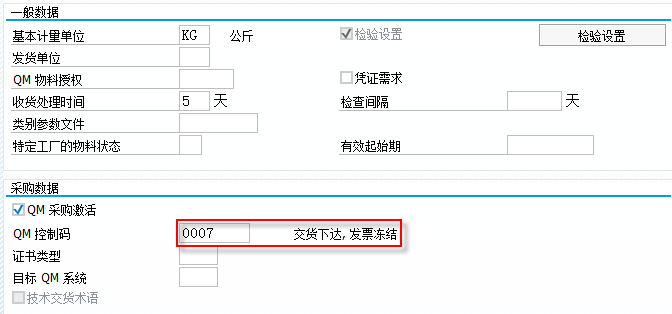 一般数据
基本计量单位 KG 公斤 检验设置 检验设置
发货单位
QM 物料授权 凭证需求
收货处理时间 5 天 检查间隔 天
类别参数文件
特定工厂的物料状态 有效起始期
采购数据
QM 采购激活
QM 控制码 0007 交货下达, 发票冻结
证书类型
目标 QM 系统
技术交货术语